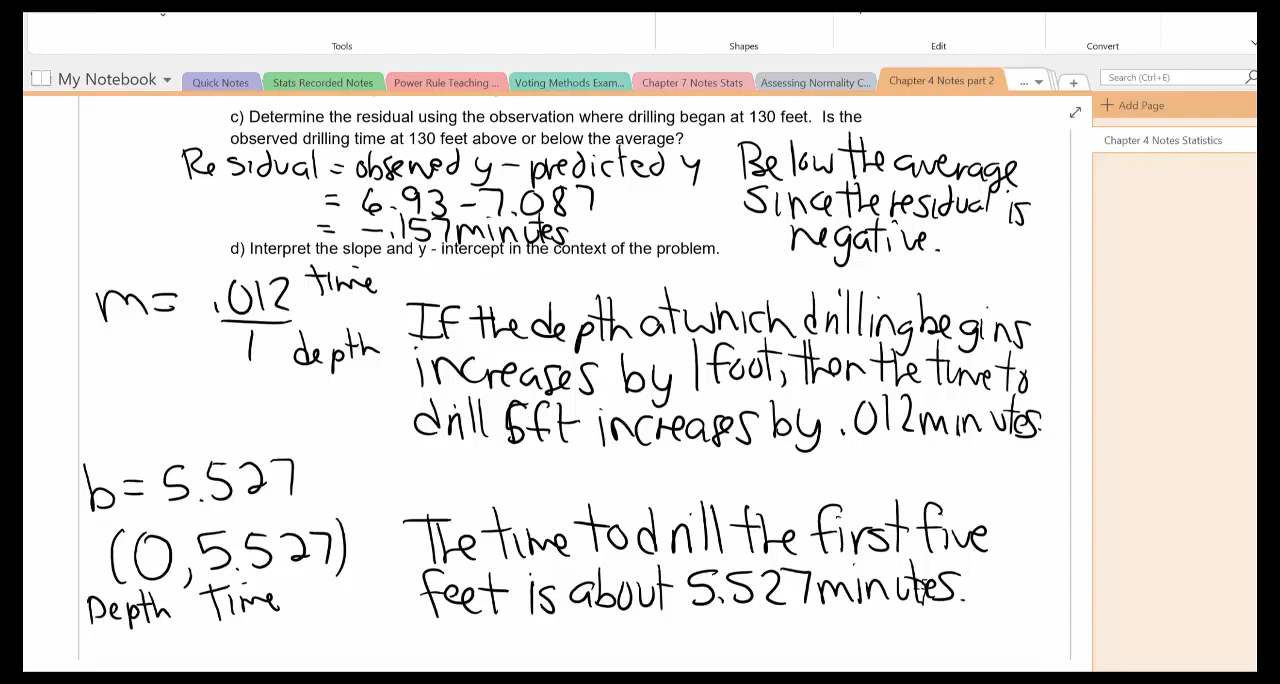 Tools Shapes Edit Convert
My Notebook Quick Notes Stats Recorded Notes Power Rule Teaching ... Voting Methods Exam... Chapter 7 Notes Stats Assessing Normality C... Chapter 4 Notes part 2 ... + Search (Ctrl+E)
+ Add Page
Chapter 4 Notes Statistics
c) Determine the residual using the observation where drilling began at 130 feet. Is the
observed drilling time at 130 feet above or below the average?
Residual = observed y - predicted y
= 6.93 - 7.087
= -.157 minutes
Below the average
since the residual is
negative.
d) Interpret the slope and y - intercept in the context of the problem.
m = .012 time
1 depth
If the depth at which drilling begins
increases by 1 foot, then the time to
drill 5ft increases by .012 minutes.
b = 5.527
(0, 5.527)
Depth Time
The time to drill the first five
feet is about 5.527 minutes.